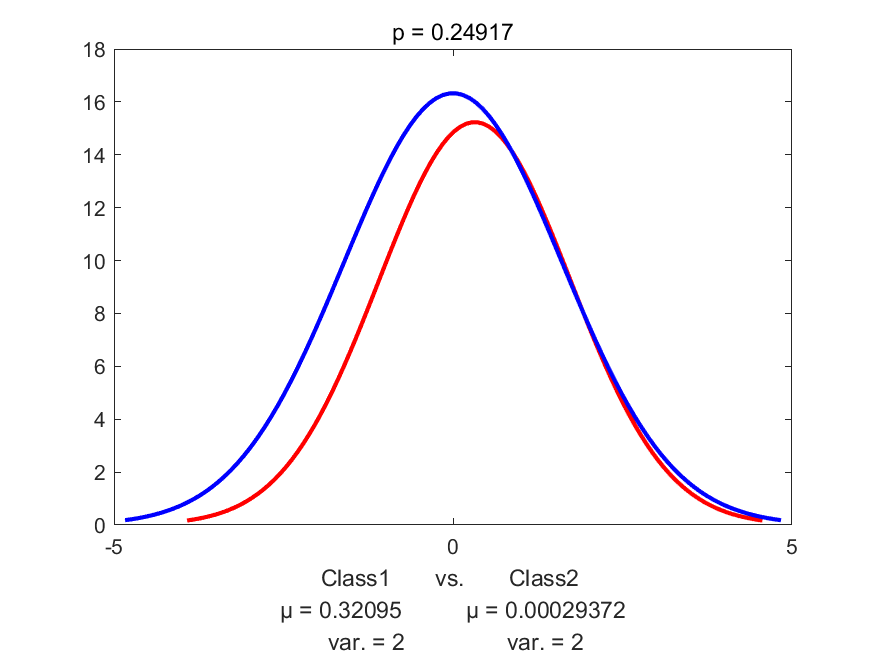 p = 0.24917
18
16
14
12
10
8
6
4
2
0
-5 0 5
Class1 vs. Class2
μ = 0.32095 μ = 0.00029372
var. = 2 var. = 2